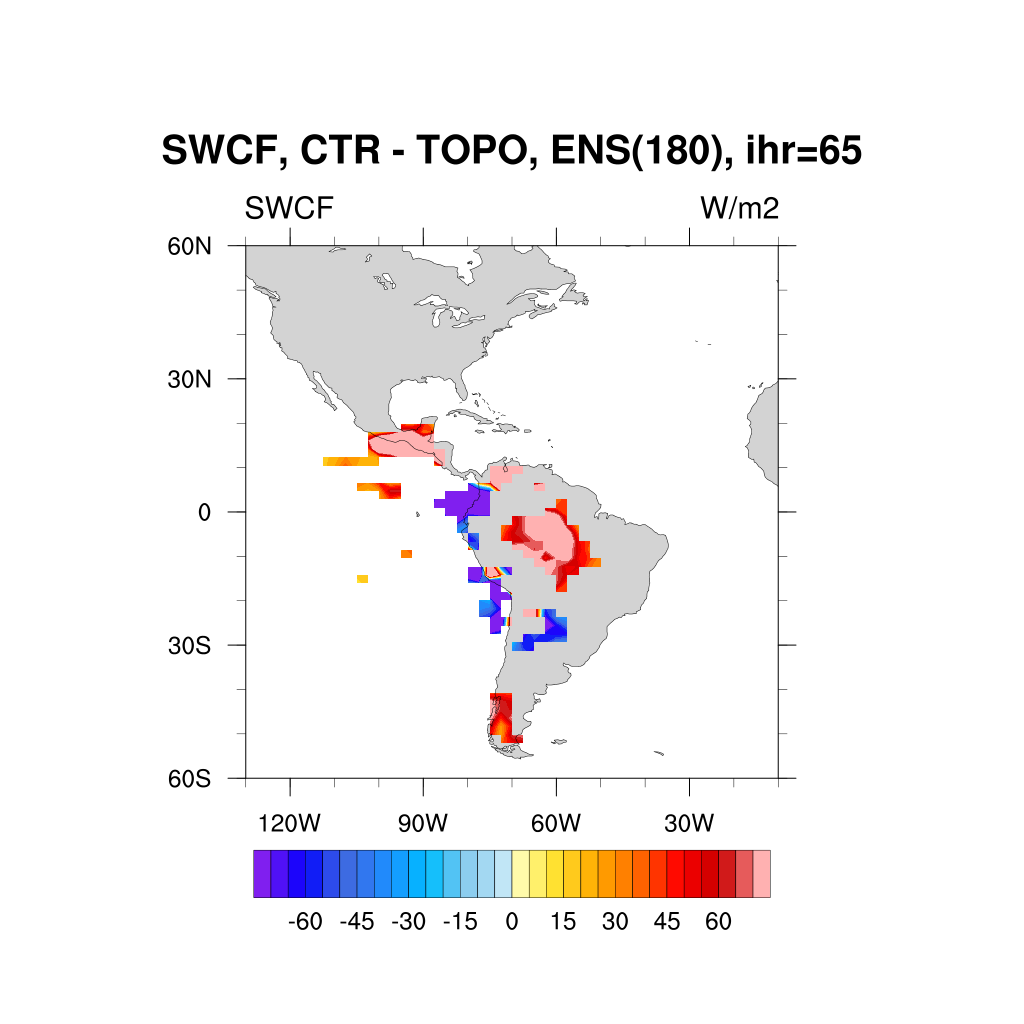 SWCF, CTR - TOPO, ENS(180), ihr=65
SWCF W/m2
60N
30N
0
30S
60S
120W 90W 60W 30W
-60 -45 -30 -15 0 15 30 45 60